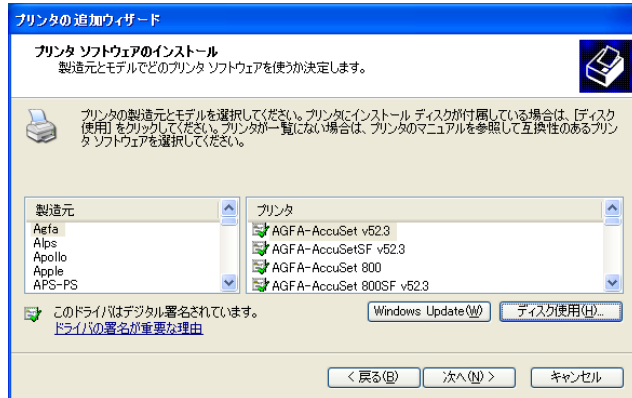 プリンタの追加ウィザード
プリンタ ソフトウェアのインストール
製造元とモデルでどのプリンタ ソフトウェアを使うか決定します。
プリンタの製造元とモデルを選択してください。プリンタにインストール ディスクが付属している場合は、[ディスク
使用] をクリックしてください。プリンタが一覧にない場合は、プリンタのマニュアルを参照して互換性のあるプリン
タ ソフトウェアを選択してください。
製造元
Agfa
Alps
Apollo
Apple
APS-PS
プリンタ
AGFA-AccuSet v52.3
AGFA-AccuSetSF v52.3
AGFA-AccuSet 800
AGFA-AccuSet 800SF v52.3
このドライバはデジタル署名されています。
ドライバの署名が重要な理由
Windows Update(W)
ディスク使用(H)...
< 戻る(B)
次へ(N) >
キャンセル